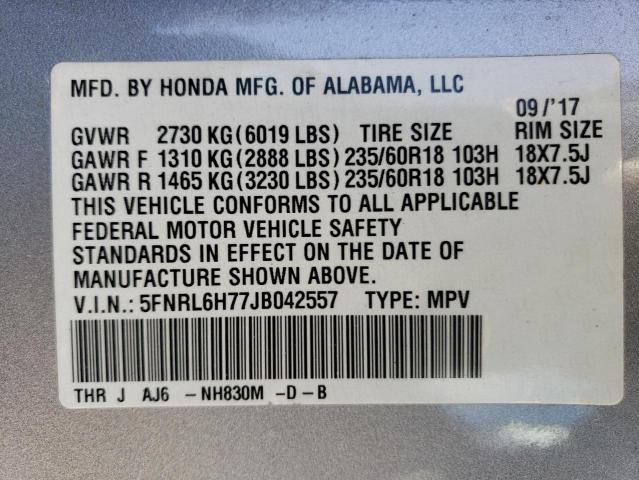 MFD. BY HONDA MFG. OF ALABAMA, LLC
09/'17
GVWR 2730 KG(6019 LBS) TIRE SIZE RIM SIZE
GAWR F 1310 KG(2888 LBS) 235/60R18 103H 18X7.5J
GAWR R 1465 KG(3230 LBS) 235/60R18 103H 18X7.5J
THIS VEHICLE CONFORMS TO ALL APPLICABLE
FEDERAL MOTOR VEHICLE SAFETY
STANDARDS IN EFFECT ON THE DATE OF
MANUFACTURE SHOWN ABOVE.
V.I.N.: 5FNRL6H77JB042557 TYPE: MPV
THR J AJ6 -NH830M -D-B